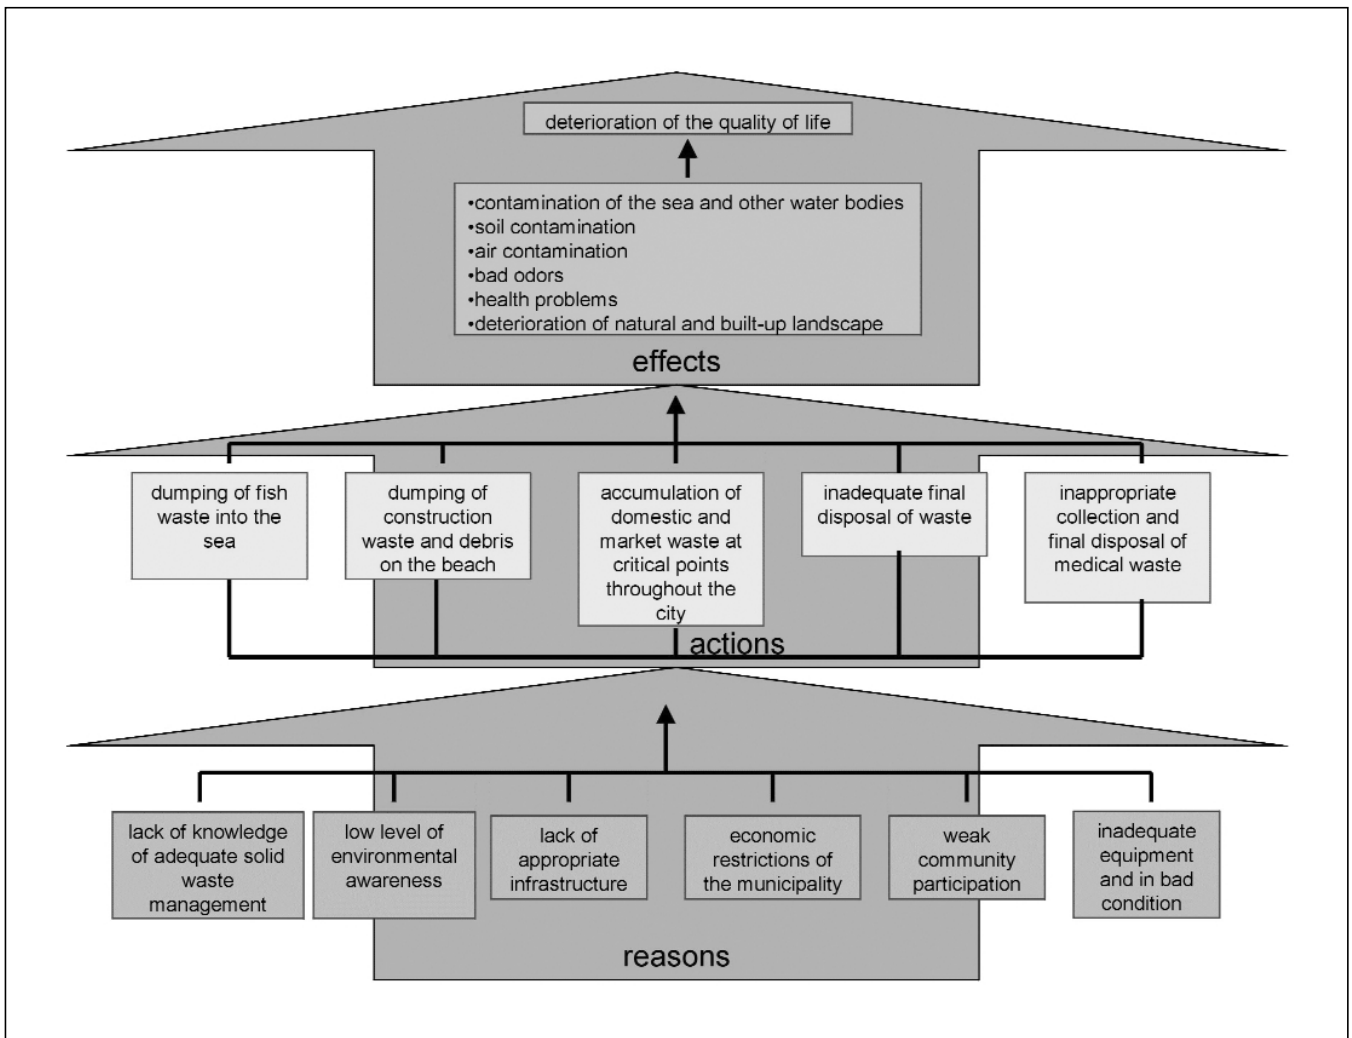 deterioration of the quality of life
•contamination of the sea and other water bodies
•soil contamination
•air contamination
•bad odors
•health problems
•deterioration of natural and built-up landscape
effects
dumping of fish
waste into the
sea
dumping of
construction
waste and debris
on the beach
accumulation of
domestic and
market waste at
critical points
throughout the
city
inadequate final
disposal of waste
inappropriate
collection and
final disposal of
medical waste
actions
lack of knowledge
of adequate solid
waste
management
low level of
environmental
awareness
lack of
appropriate
infrastructure
economic
restrictions of
the municipality
weak
community
participation
inadequate
equipment
and in bad
condition
reasons